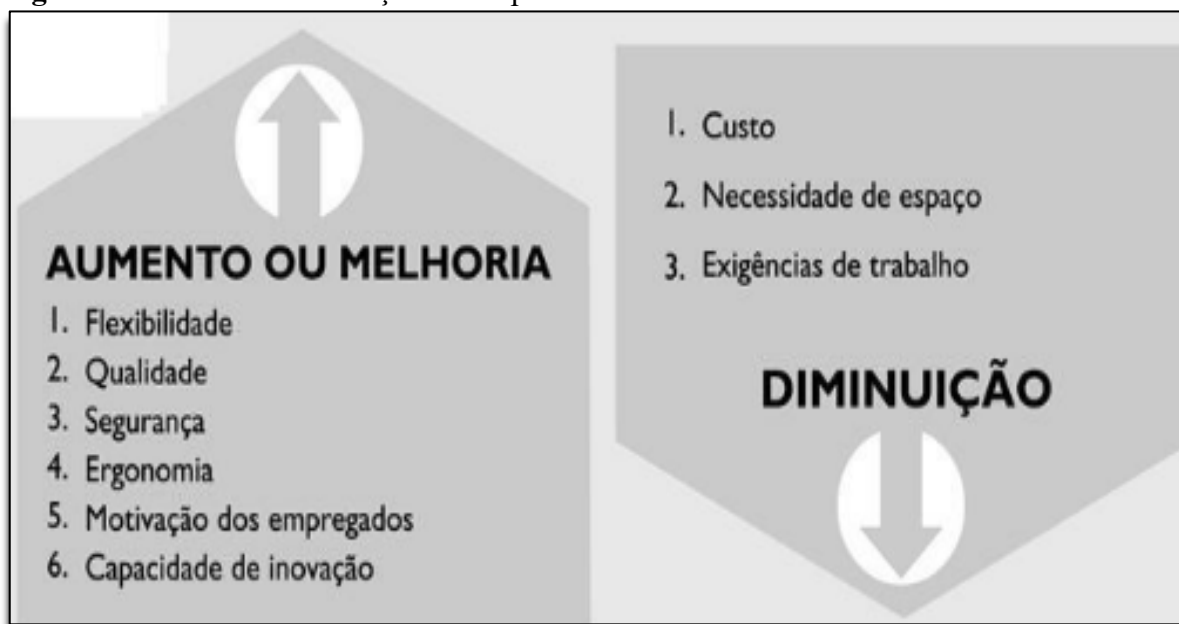 AUMENTO OU MELHORIA
1. Flexibilidade
2. Qualidade
3. Segurança
4. Ergonomia
5. Motivação dos empregados
6. Capacidade de inovação
1. Custo
2. Necessidade de espaço
3. Exigências de trabalho
DIMINUIÇÃO